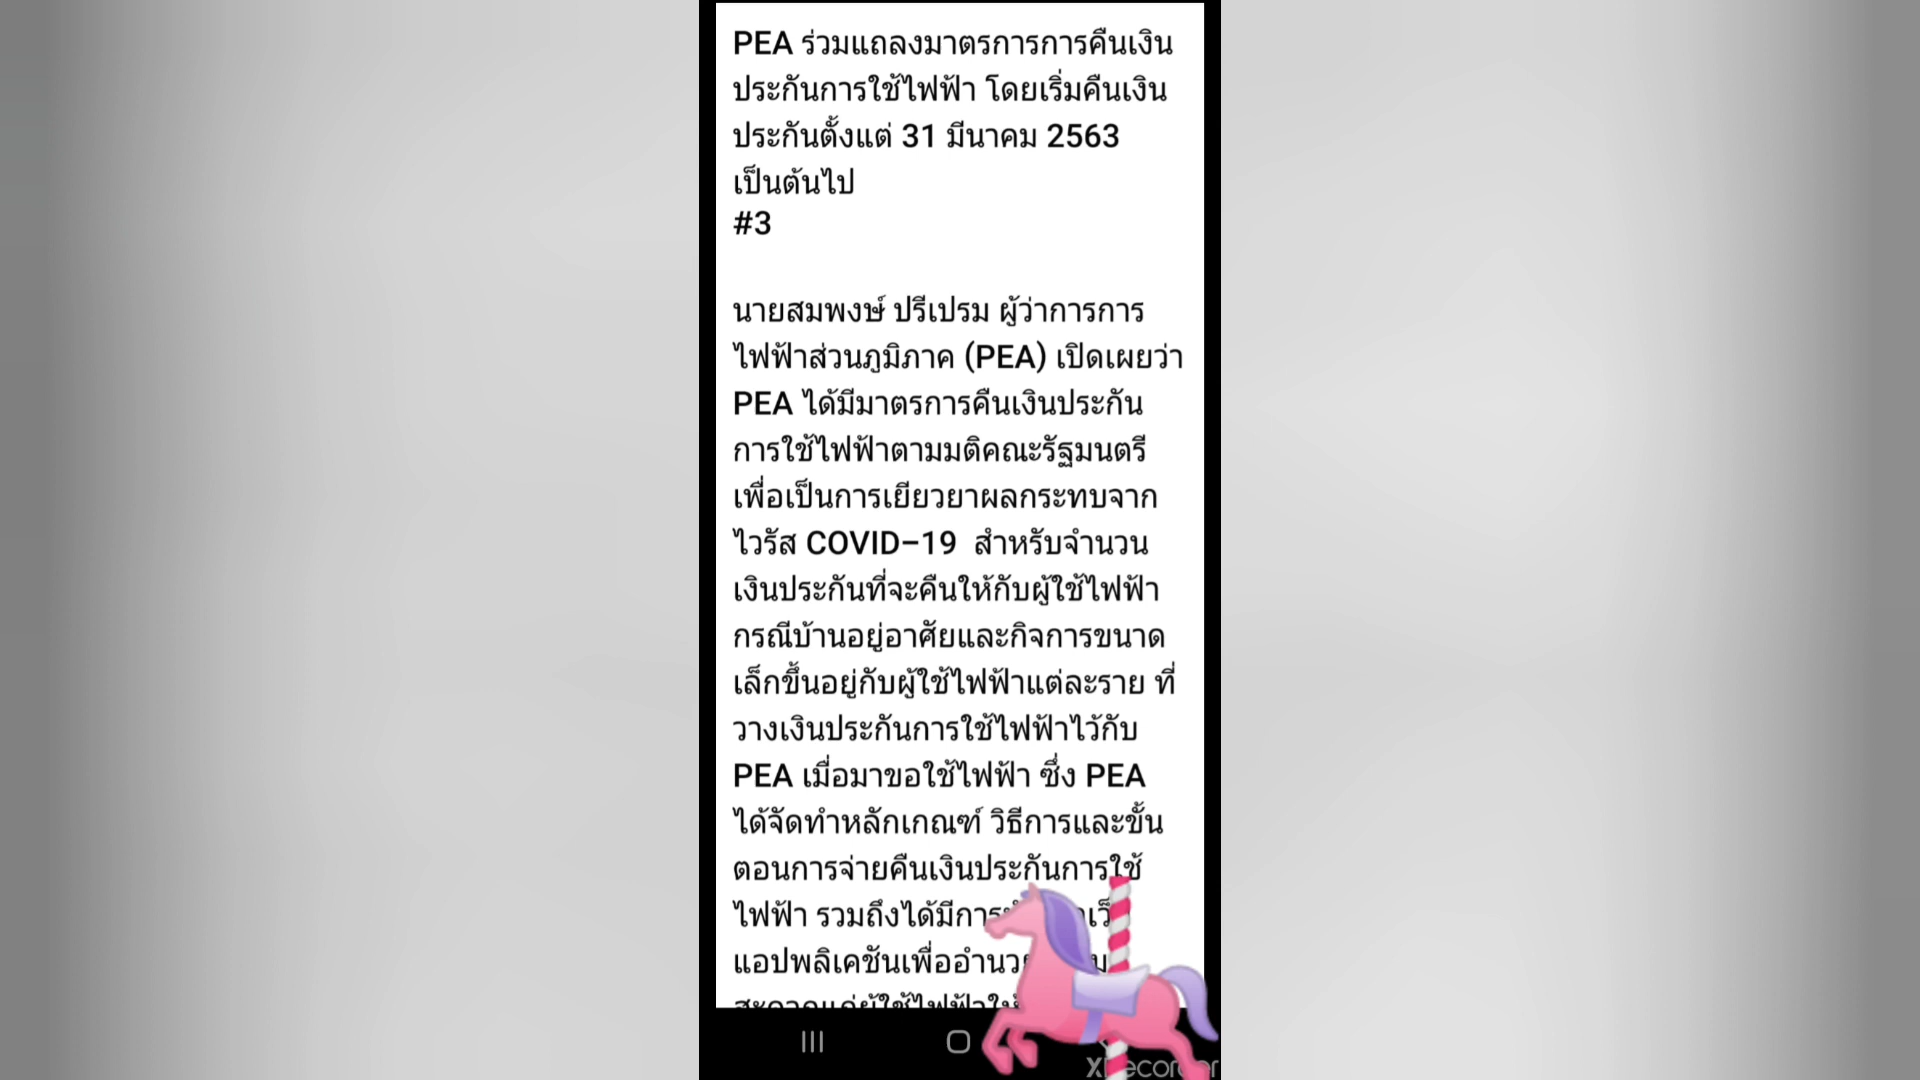 PEA ร่วมแถลงมาตรการการคืนเงิน
ประกันการใช้ไฟฟ้า โดยเริ่มคืนเงิน
ประกันตั้งแต่ 31 มีนาคม 2563
เป็นต้นไป
#3
นายสมพงษ์ ปรีเปรม ผู้ว่าการการ
ไฟฟ้าส่วนภูมิภาค (PEA) เปิดเผยว่า
PEA ได้มีมาตรการคืนเงินประกัน
การใช้ไฟฟ้าตามมติคณะรัฐมนตรี
เพื่อเป็นการเยียวยาผลกระทบจาก
ไวรัส COVID–19 สำหรับจำนวน
เงินประกันที่จะคืนให้กับผู้ใช้ไฟฟ้า
กรณีบ้านอยู่อาศัยและกิจการขนาด
เล็กขึ้นอยู่กับผู้ใช้ไฟฟ้าแต่ละราย ที่
วางเงินประกันการใช้ไฟฟ้าไว้กับ
PEA เมื่อมาขอใช้ไฟฟ้า ซึ่ง PEA
ได้จัดทำหลักเกณฑ์ วิธีการและขั้น
ตอนการจ่ายคืนเงินประกันการใช้
ไฟฟ้า รวมถึงได้มีการ
แอปพลิเคชันเพื่ออำนวย